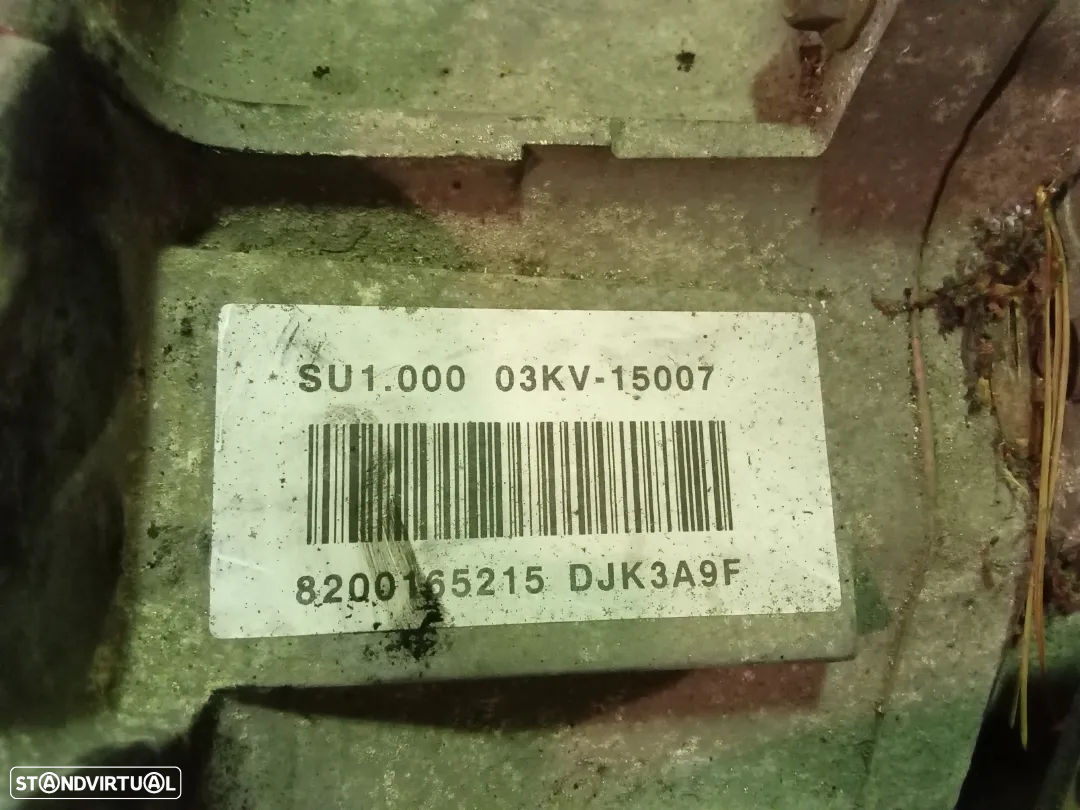 SU1.000 03KV-15007
8200165215 DJK3A9F
STANDVIRTUAL